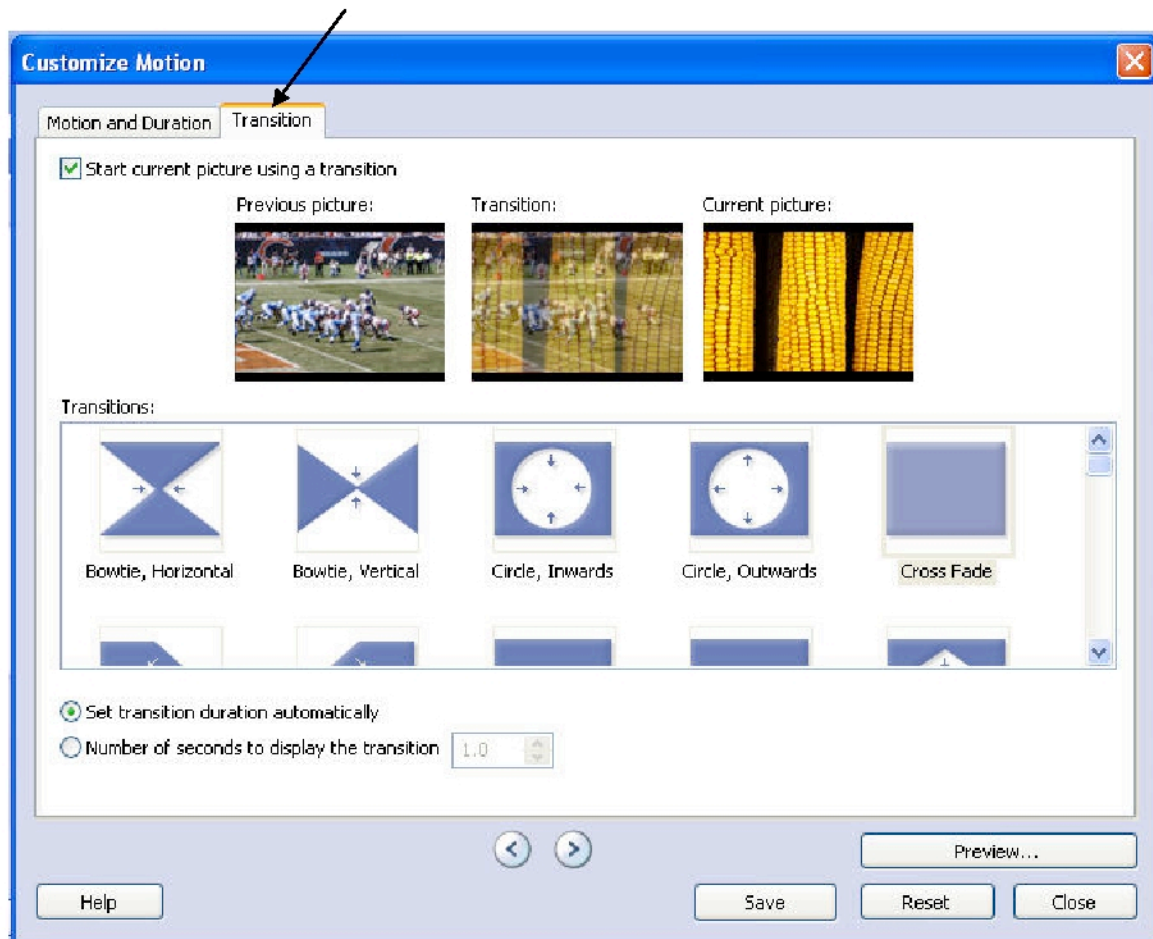 Customize Motion
Motion and Duration
Transition
Start current picture using a transition
Previous picture:
Transition:
Current picture:
Transitions:
Bowtie, Horizontal
Bowtie, Vertical
Circle, Inwards
Circle, Outwards
Cross Fade
Set transition duration automatically
Number of seconds to display the transition
1.0
Preview...
Help
Save
Reset
Close